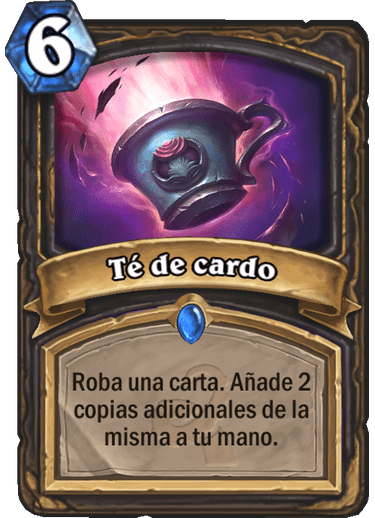 6
Té de cardo
Roba una carta. Añade 2
copias adicionales de la
misma a tu mano.